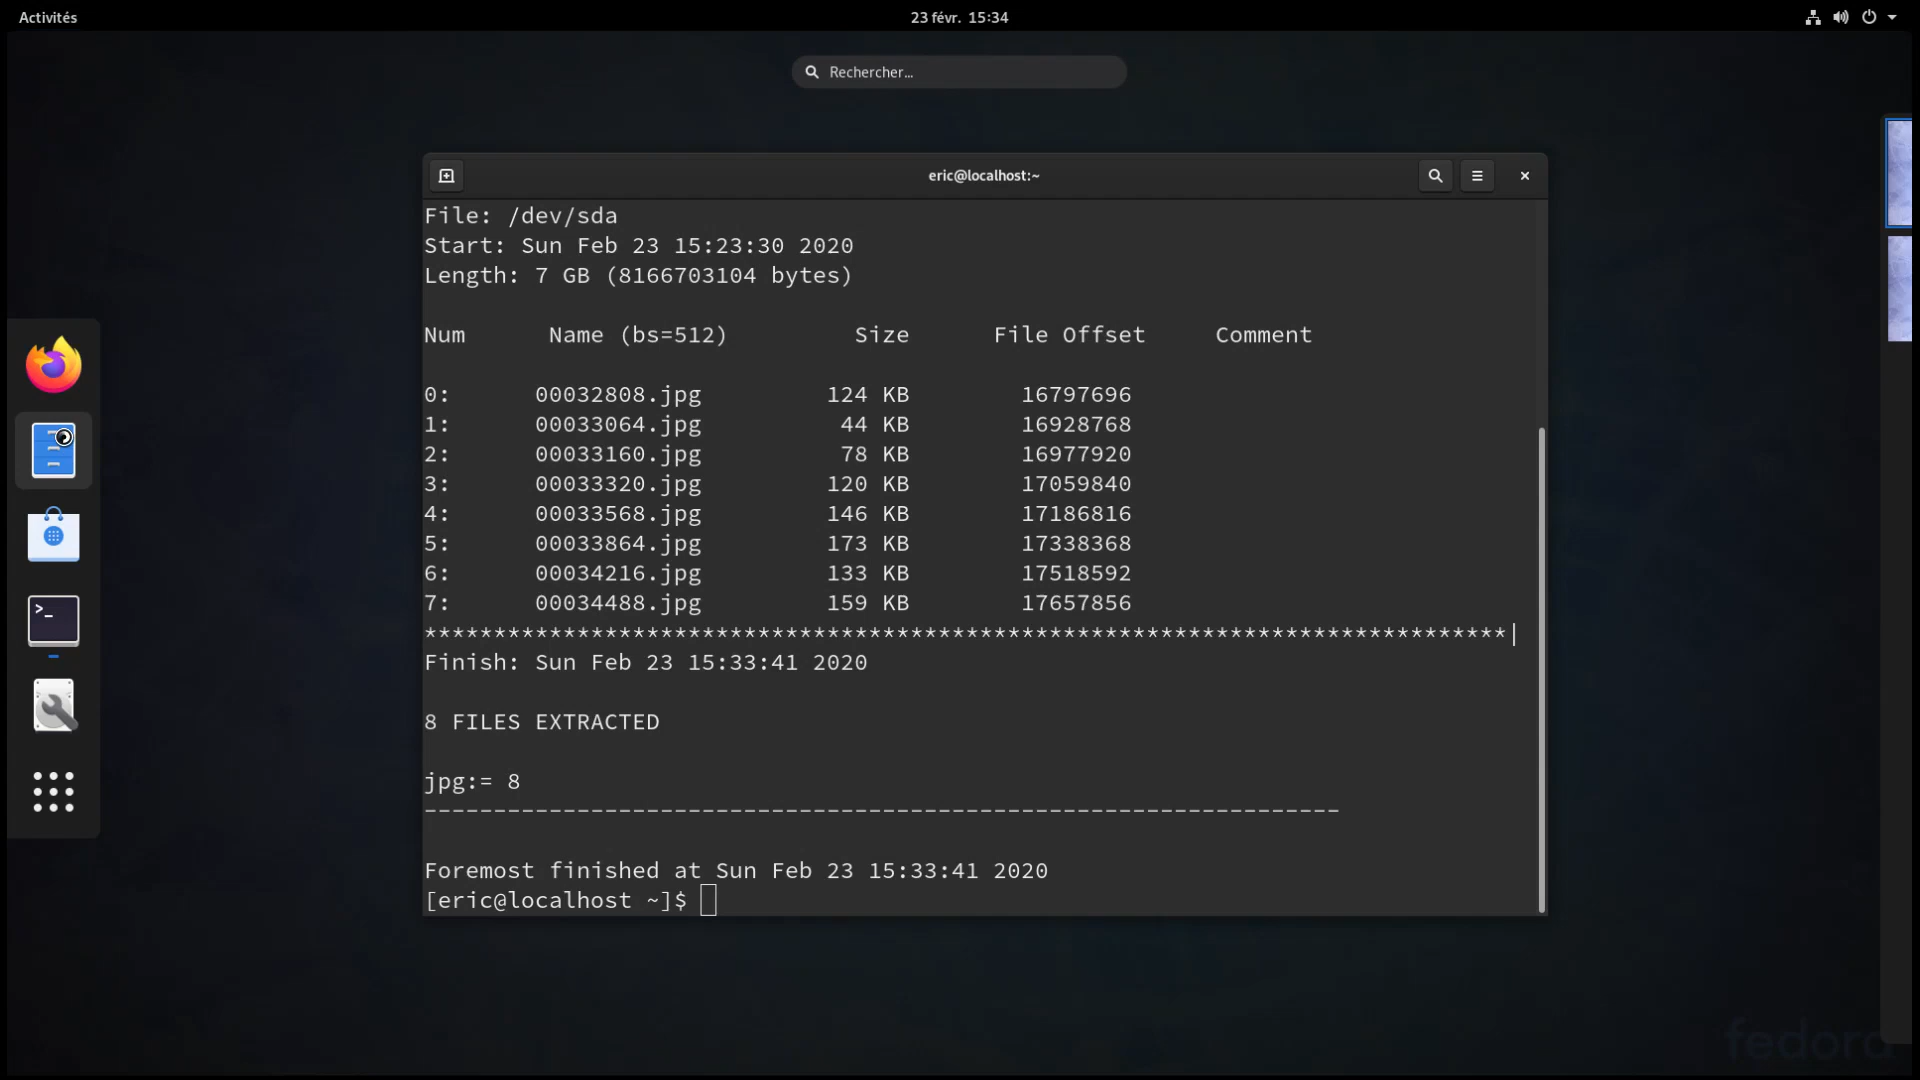 Activités
23 févr. 15:34
Rechercher…
eric@localhost:~
File: /dev/sda
Start: Sun Feb 23 15:23:30 2020
Length: 7 GB (8166703104 bytes)
Num Name (bs=512) Size File Offset Comment
0: 00032808.jpg 124 KB 16797696
1: 00033064.jpg 44 KB 16928768
2: 00033160.jpg 78 KB 16977920
3: 00033320.jpg 120 KB 17059840
4: 00033568.jpg 146 KB 17186816
5: 00033864.jpg 173 KB 17338368
6: 00034216.jpg 133 KB 17518592
7: 00034488.jpg 159 KB 17657856
******************************************************************************|
Finish: Sun Feb 23 15:33:41 2020
8 FILES EXTRACTED
jpg:= 8
------------------------------------------------------------------
Foremost finished at Sun Feb 23 15:33:41 2020
[eric@localhost ~]$
fedora